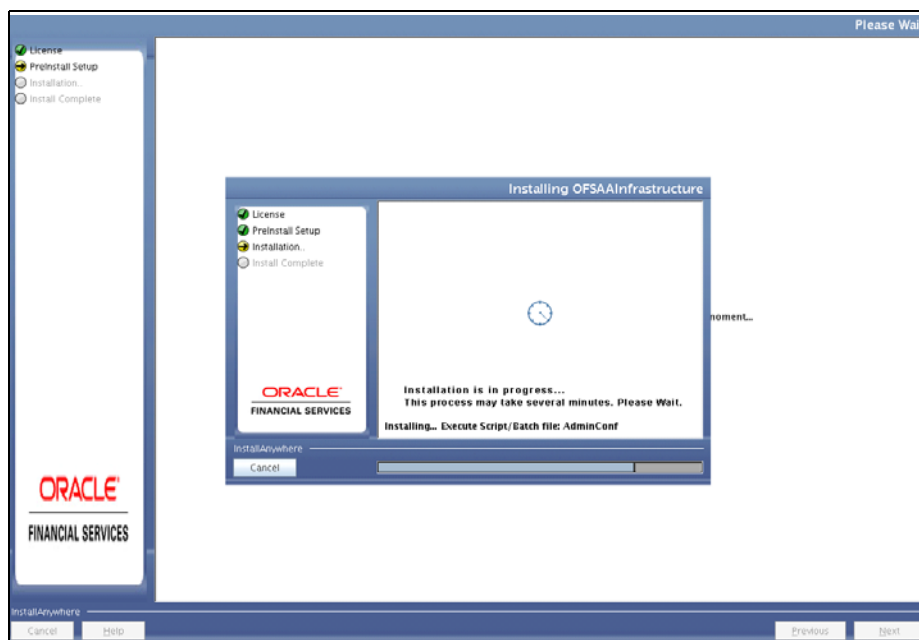 Please Wai
License
PreInstall Setup
Installation..
Install Complete
Installing OFSAAInfrastructure
License
PreInstall Setup
Installation..
Install Complete
noment...
ORACLE
FINANCIAL SERVICES
Installation is in progress...
This process may take several minutes. Please Wait.
Installing... Execute Script/Batch file: AdminConf
InstallAnywhere
Cancel
ORACLE
FINANCIAL SERVICES
InstallAnywhere
Cancel
Help
Previous
Next